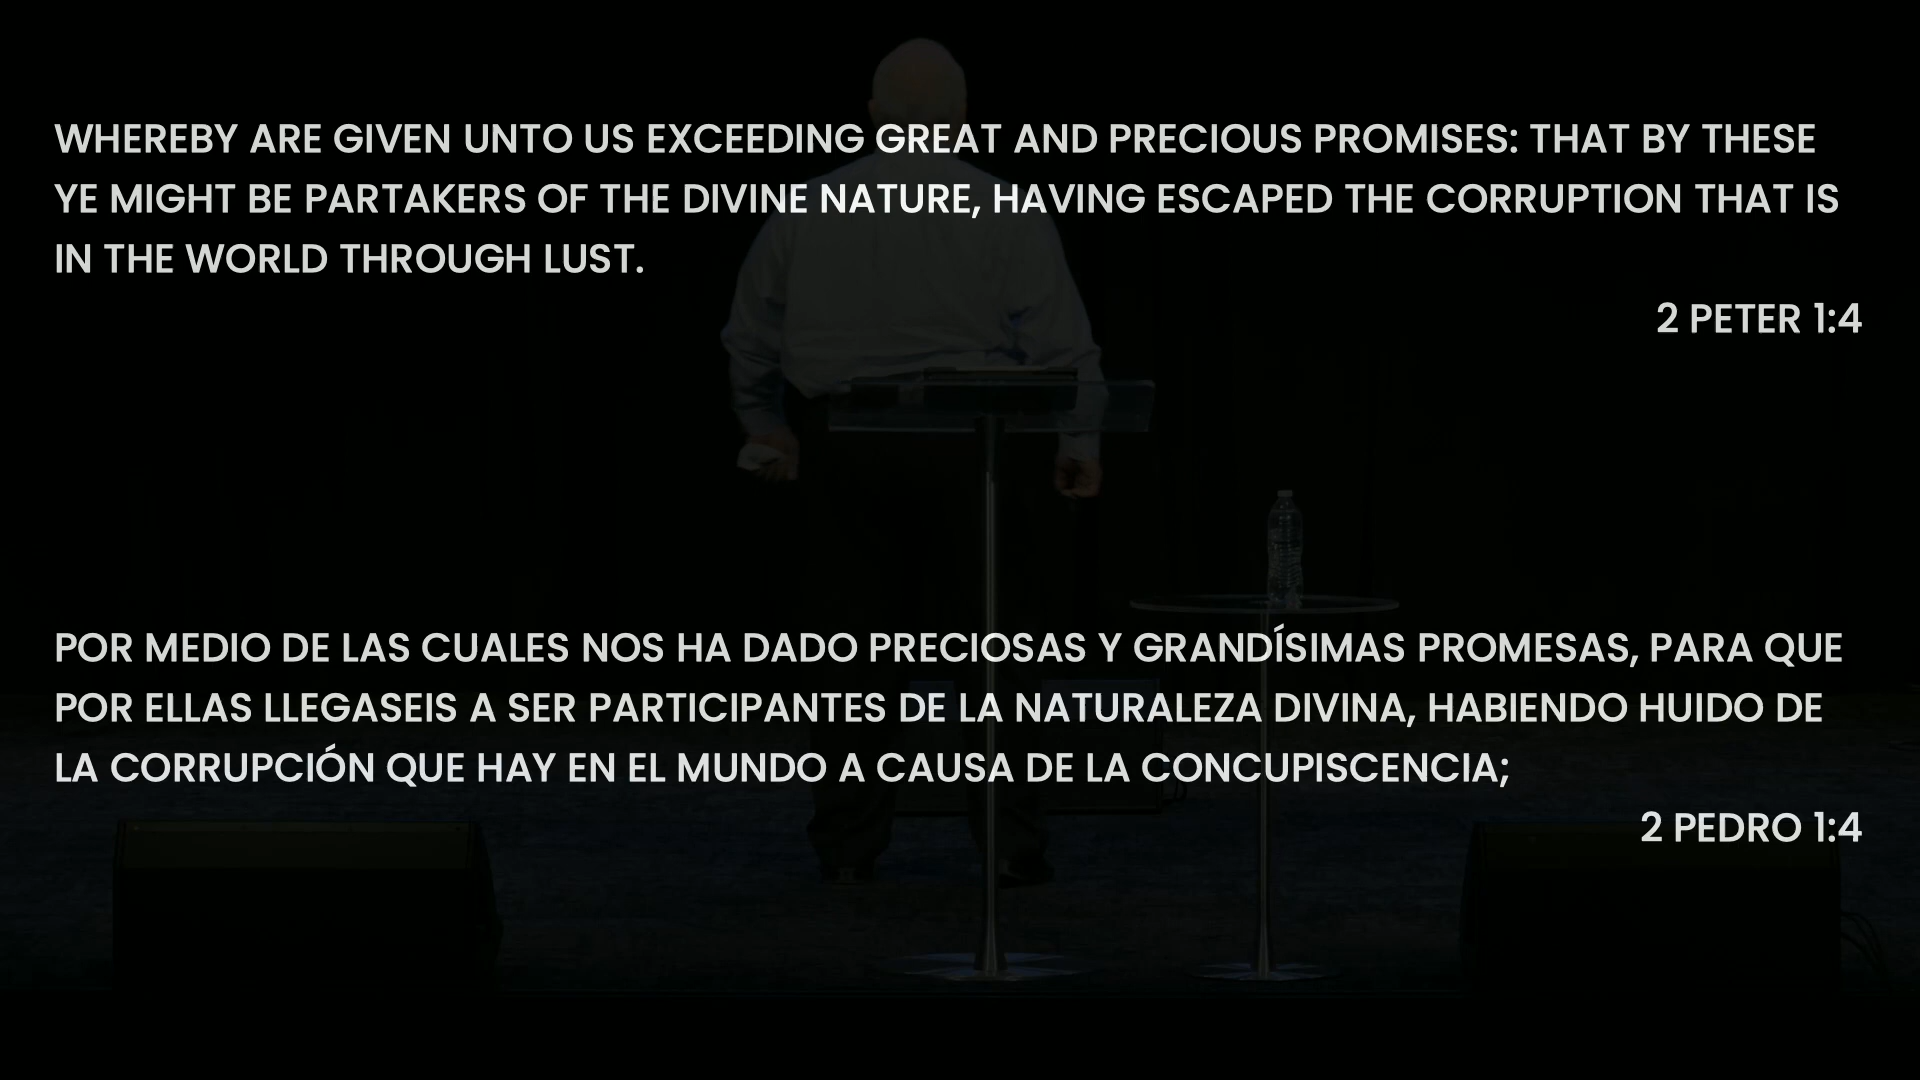 WHEREBY ARE GIVEN UNTO US EXCEEDING GREAT AND PRECIOUS PROMISES: THAT BY THESE
YE MIGHT BE PARTAKERS OF THE DIVINE NATURE, HAVING ESCAPED THE CORRUPTION THAT IS
IN THE WORLD THROUGH LUST.
2 PETER 1:4
POR MEDIO DE LAS CUALES NOS HA DADO PRECIOSAS Y GRANDÍSIMAS PROMESAS, PARA QUE
POR ELLAS LLEGASEIS A SER PARTICIPANTES DE LA NATURALEZA DIVINA, HABIENDO HUIDO DE
LA CORRUPCIÓN QUE HAY EN EL MUNDO A CAUSA DE LA CONCUPISCENCIA;
2 PEDRO 1:4